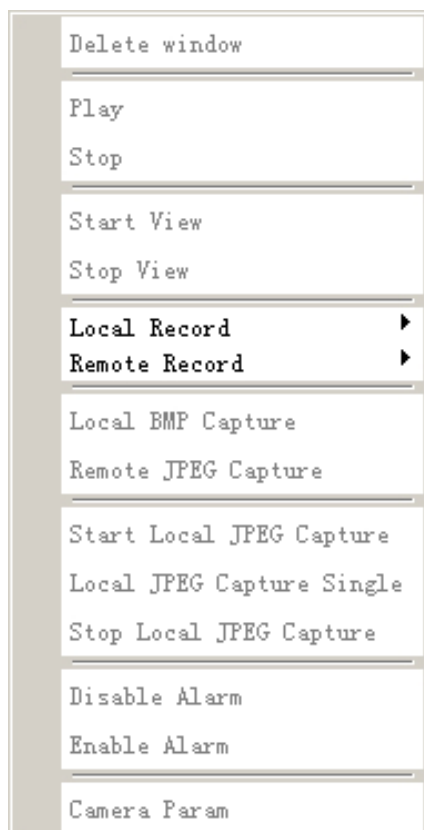 Delete window
Play
Stop
Start View
Stop View
Local Record
Remote Record
Local BMP Capture
Remote JPEG Capture
Start Local JPEG Capture
Local JPEG Capture Single
Stop Local JPEG Capture
Disable Alarm
Enable Alarm
Camera Param